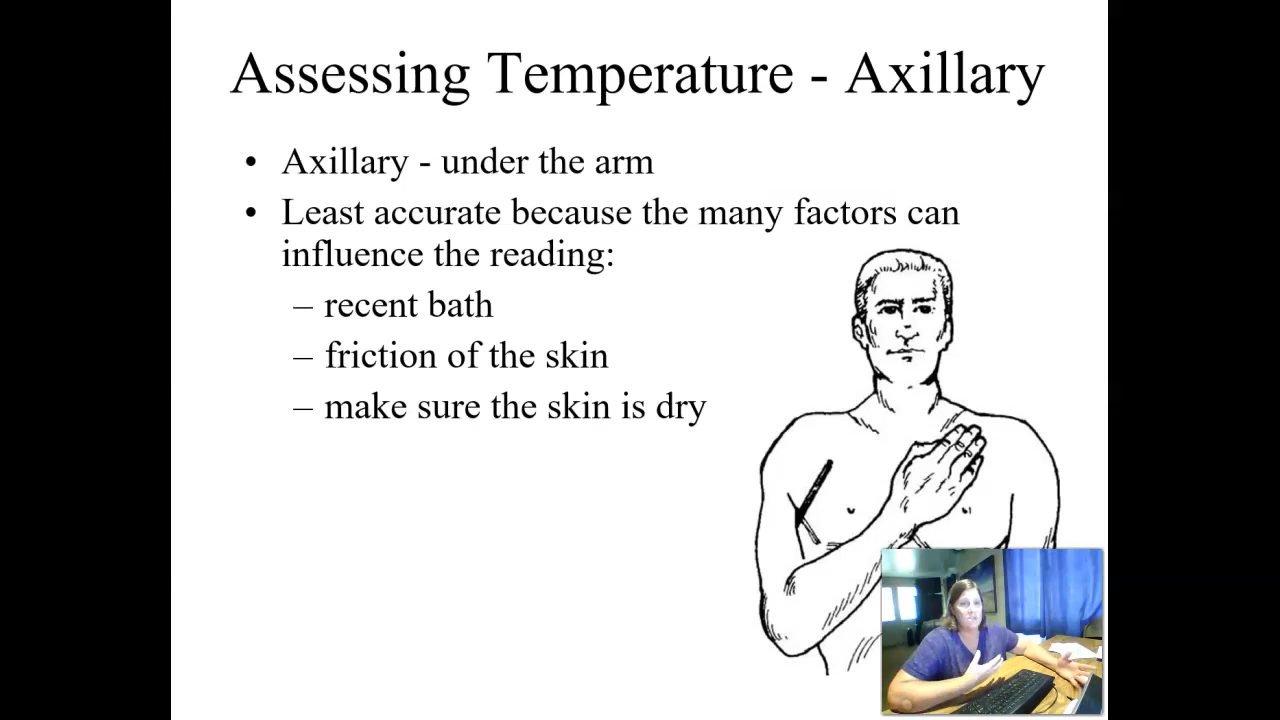 Assessing Temperature - Axillary
• Axillary - under the arm
• Least accurate because the many factors can
influence the reading:
– recent bath
– friction of the skin
– make sure the skin is dry